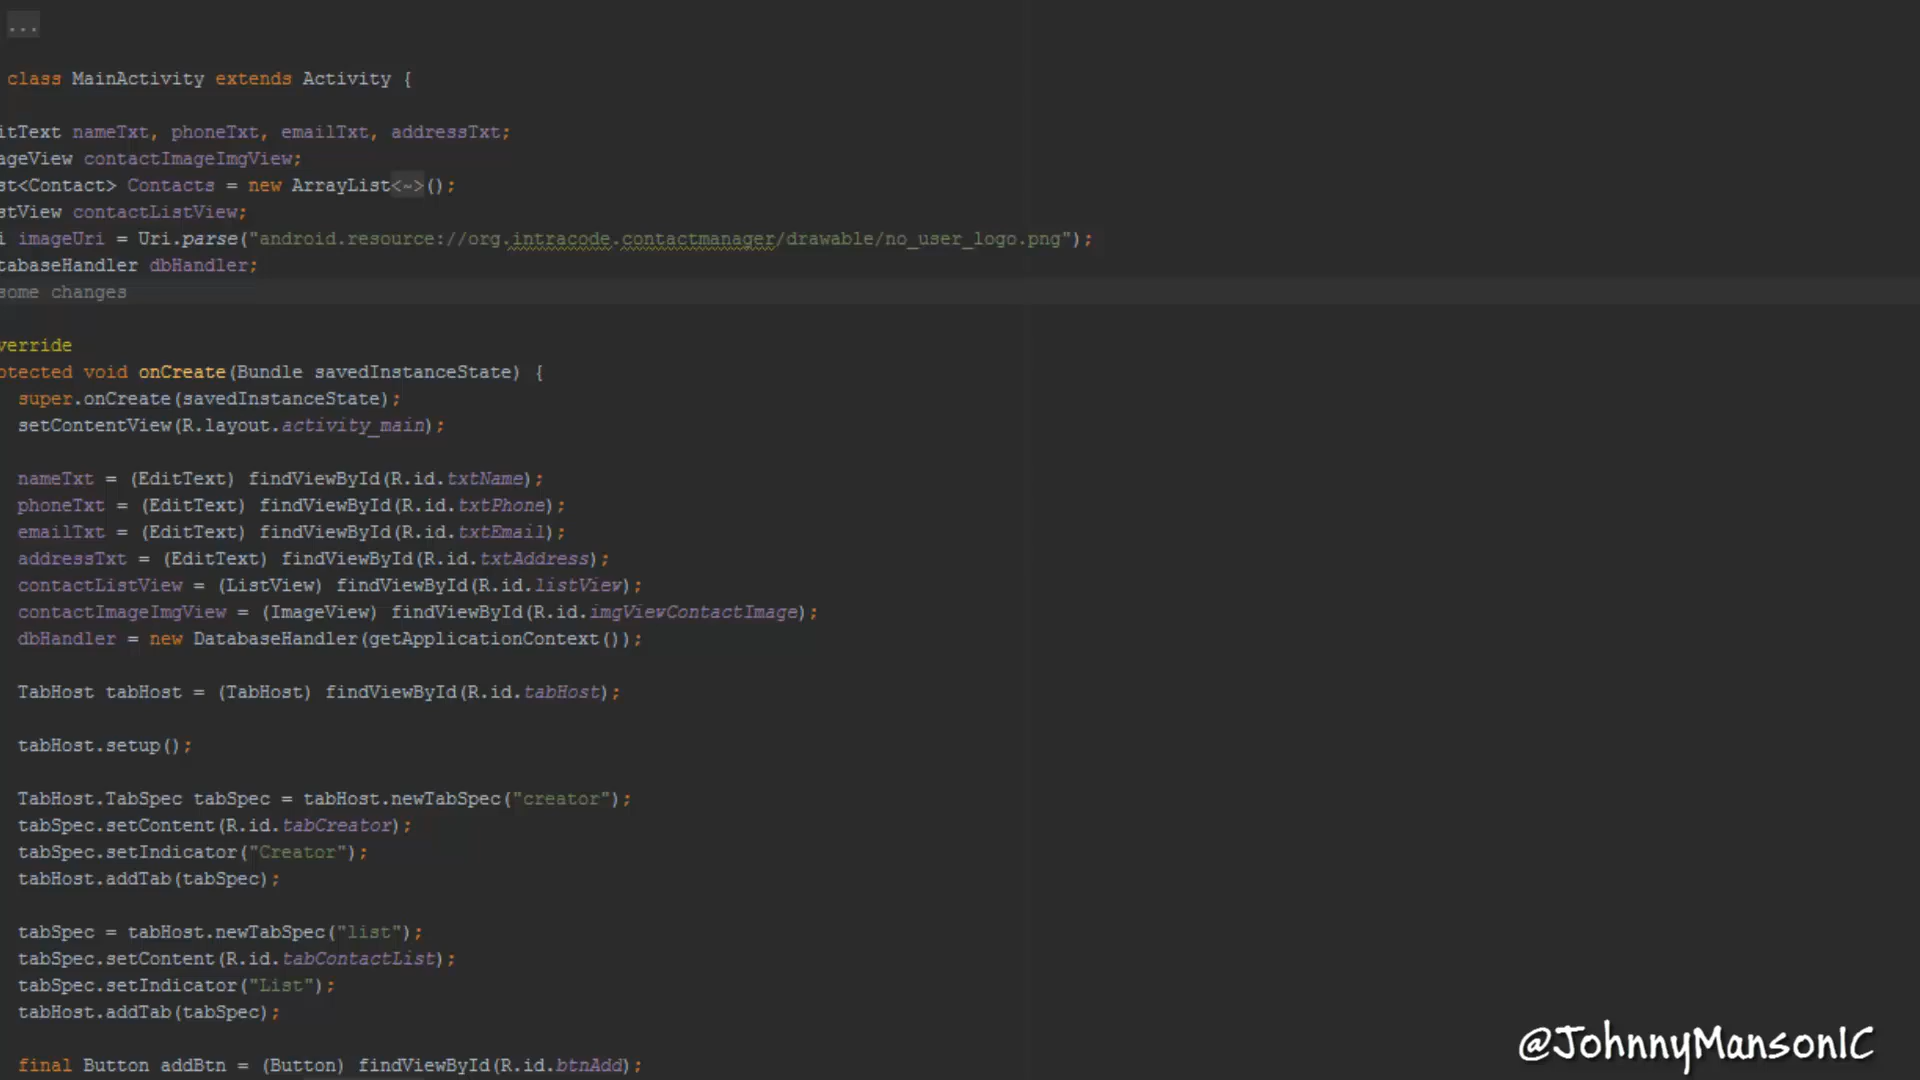 ...
class MainActivity extends Activity {
itText nameTxt, phoneTxt, emailTxt, addressTxt;
ageView contactImageImgView;
st<Contact> Contacts = new ArrayList<~>();
stView contactListView;
i imageUri = Uri.parse("android.resource://org.intracode.contactmanager/drawable/no_user_logo.png");
tabaseHandler dbHandler;
some changes
verride
otected void onCreate(Bundle savedInstanceState) {
super.onCreate(savedInstanceState);
setContentView(R.layout.activity_main);
nameTxt = (EditText) findViewById(R.id.txtName);
phoneTxt = (EditText) findViewById(R.id.txtPhone);
emailTxt = (EditText) findViewById(R.id.txtEmail);
addressTxt = (EditText) findViewById(R.id.txtAddress);
contactListView = (ListView) findViewById(R.id.listView);
contactImageImgView = (ImageView) findViewById(R.id.imgViewContactImage);
dbHandler = new DatabaseHandler(getApplicationContext());
TabHost tabHost = (TabHost) findViewById(R.id.tabHost);
tabHost.setup();
TabHost.TabSpec tabSpec = tabHost.newTabSpec("creator");
tabSpec.setContent(R.id.tabCreator);
tabSpec.setIndicator("Creator");
tabHost.addTab(tabSpec);
tabSpec = tabHost.newTabSpec("list");
tabSpec.setContent(R.id.tabContactList);
tabSpec.setIndicator("List");
tabHost.addTab(tabSpec);
final Button addBtn = (Button) findViewById(R.id.btnAdd);
@JohnnyMansonIC